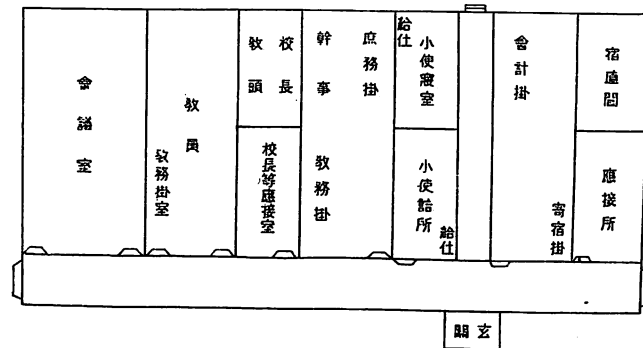 會議室
教員
教務掛室
校長
教頭
校長等應接室
庶務掛
幹事
教務掛
給仕
小使寢室
小使詰所
給仕
會計掛
寄宿掛
宿直間
應接所
玄關